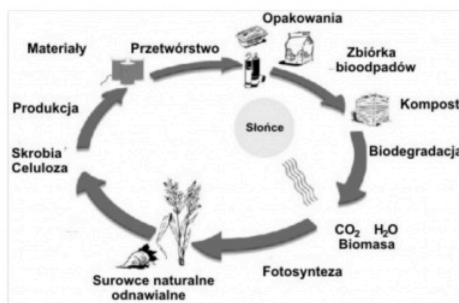 Opakowania
Materiały
Przetwórstwo
Zbiórka
bioodpadów
Produkcja
Kompost
Słońce
Skrobia
Celuloza
Biodegradacja
CO₂ H₂O
Biomasa
Fotosynteza
Surowce naturalne
odnawialne